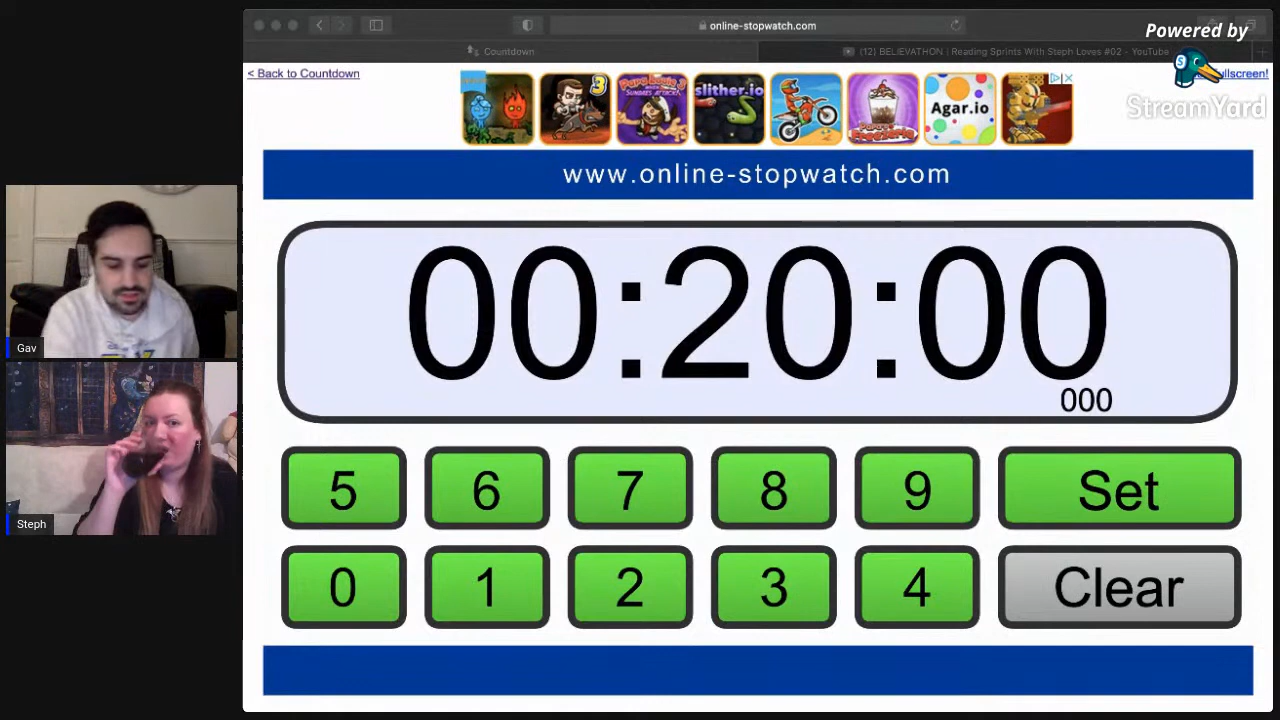 online-stopwatch.com
Powered by
Countdown
(12) BELIEVATHON | Reading Sprints With Steph Loves #02 - YouTube
< Back to Countdown
ullscreen!
StreamYard
3
slither.io
Agar.io
www.online-stopwatch.com
00:20:00
000
Gav
Steph
5 6 7 8 9 Set
0 1 2 3 4 Clear